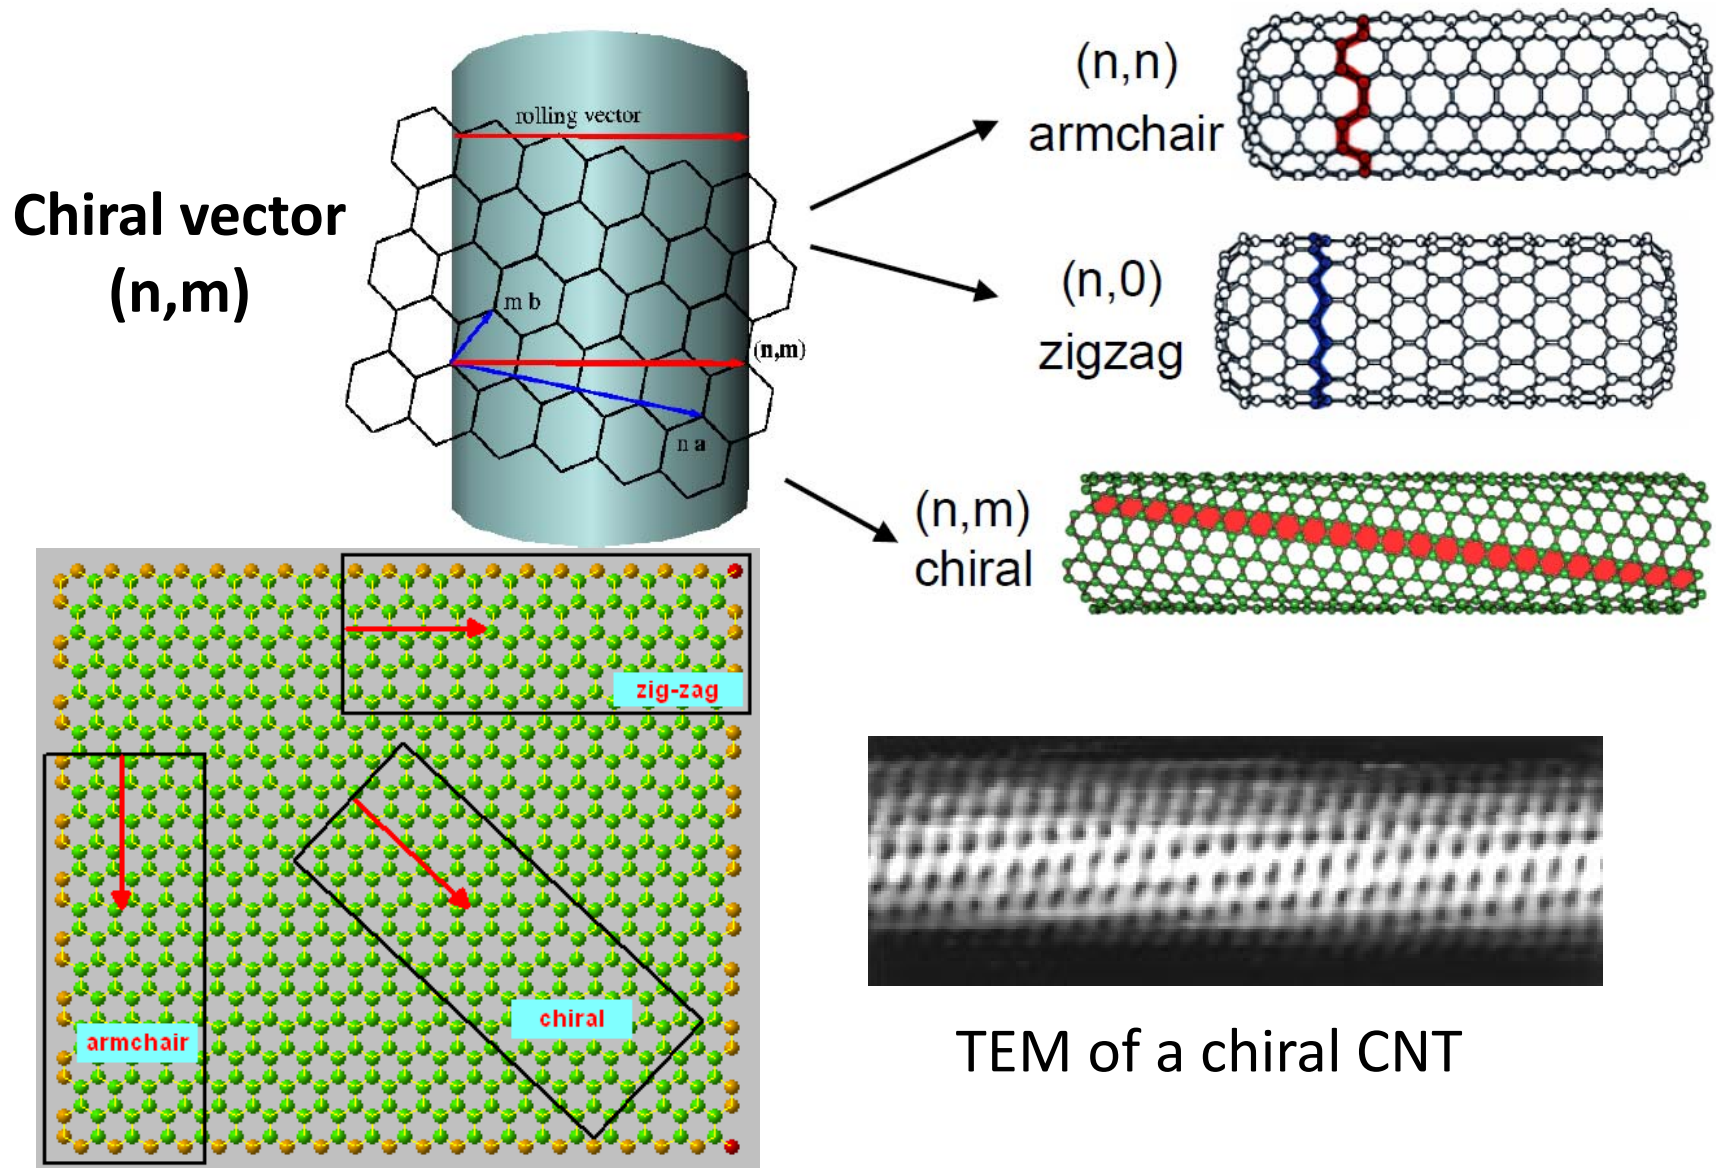 Chiral vector
(n,m)
rolling vector
m b
(n,m)
n a
(n,n)
armchair
(n,0)
zigzag
(n,m)
chiral
zig-zag
armchair
chiral
TEM of a chiral CNT